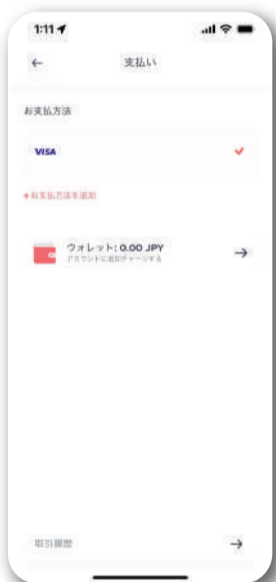 1:11
支払い
お支払方法
VISA
+お支払方法を追加
ウォレット: 0.00 JPY
アカウントに追加チャージする
取引履歴